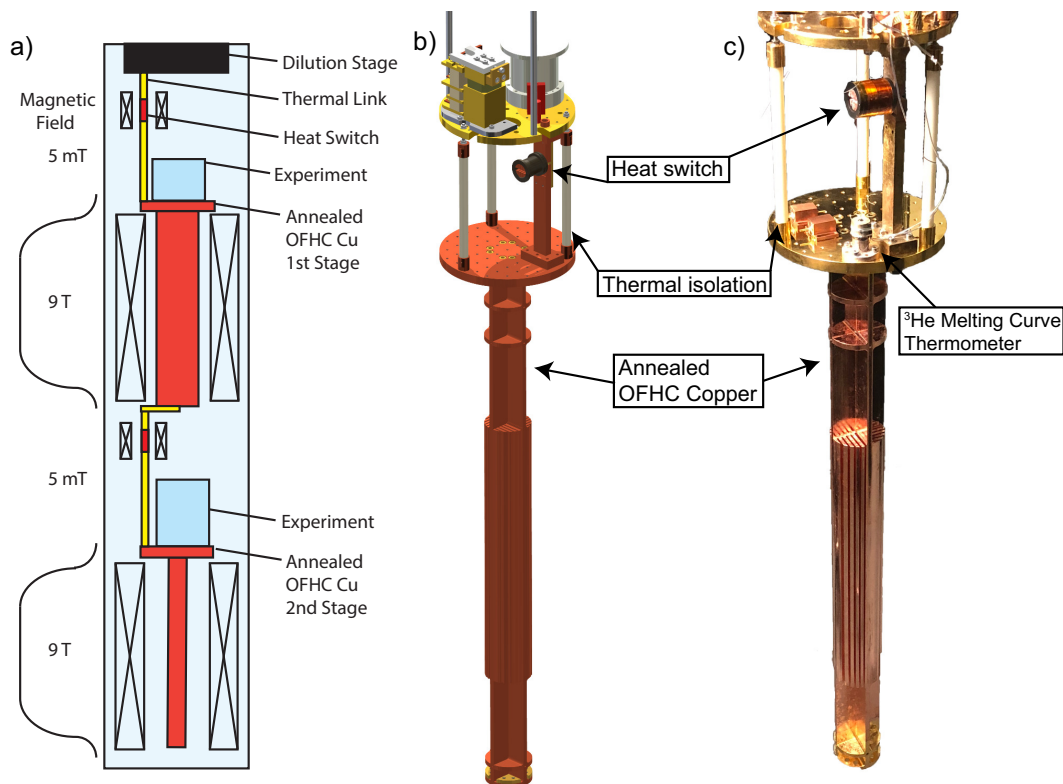 a)
Dilution Stage
Thermal Link
Magnetic
Field
Heat Switch
5 mT
Experiment
Annealed
OFHC Cu
1st Stage
9 T
5 mT
Experiment
Annealed
OFHC Cu
2nd Stage
9 T
b)
c)
Heat switch
Thermal isolation
³He Melting Curve
Thermometer
Annealed
OFHC Copper